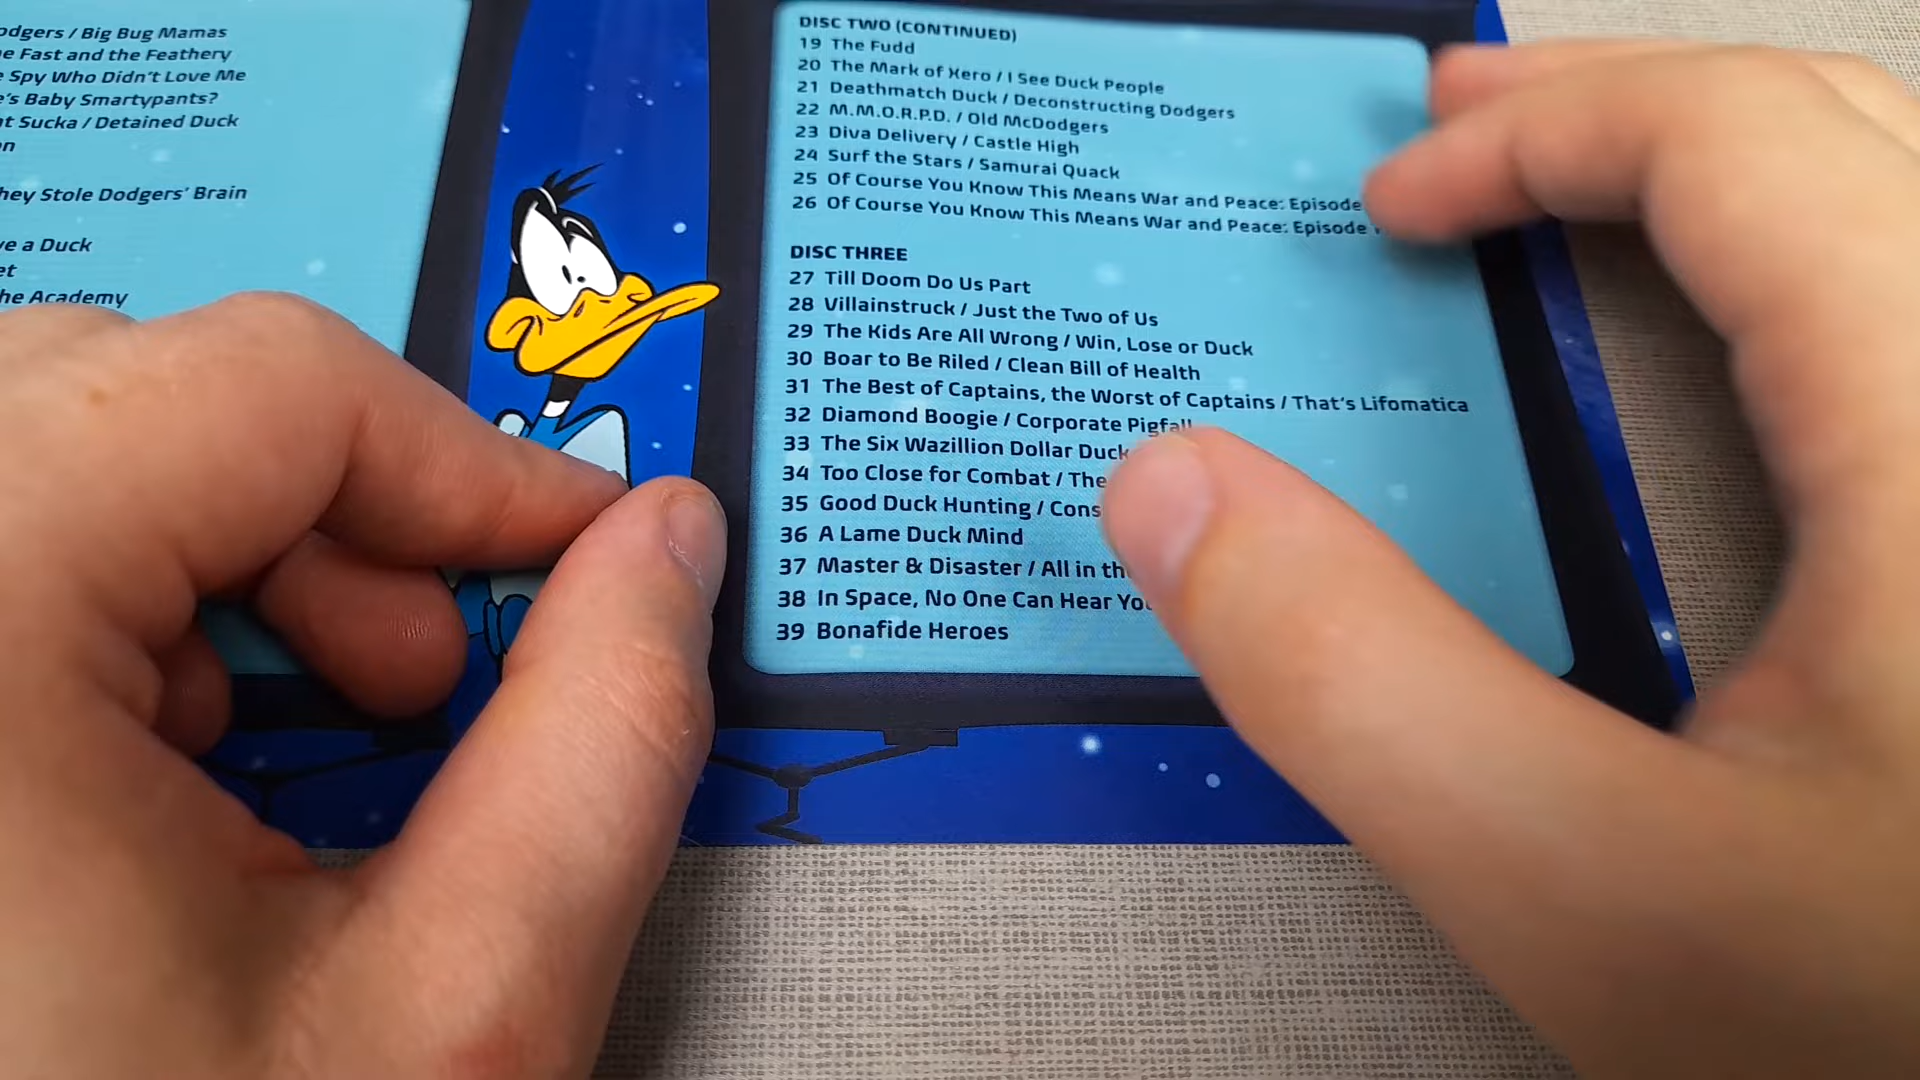 Big Bug Mamas
Fast and the Feathery
Spy Who Didn't Love Me
Baby Smartypants?
Sucka / Detained Duck
They Stole Dodgers' Brain
a Duck
Academy
DISC TWO (CONTINUED)
19 The Fudd
20 The Mark of Xero / I See Duck People
21 Deathmatch Duck / Deconstructing Dodgers
22 M.M.O.R.P.D. / Old McDodgers
23 Diva Delivery / Castle High
24 Surf the Stars / Samurai Quack
25 Of Course You Know This Means War and Peace: Episode
26 Of Course You Know This Means War and Peace: Episode
DISC THREE
27 Till Doom Do Us Part
28 Villainstruck / Just the Two of Us
29 The Kids Are All Wrong / Win, Lose or Duck
30 Boar to Be Riled / Clean Bill of Health
31 The Best of Captains, the Worst of Captains / That's Lifomatica
32 Diamond Boogie / Corporate Pigfall
33 The Six Wazillion Dollar Duck
34 Too Close for Combat / The
35 Good Duck Hunting /
36 A Lame Duck Mind
37 Master & Disaster / All in
38 In Space, No One Can Hear
39 Bonafide Heroes